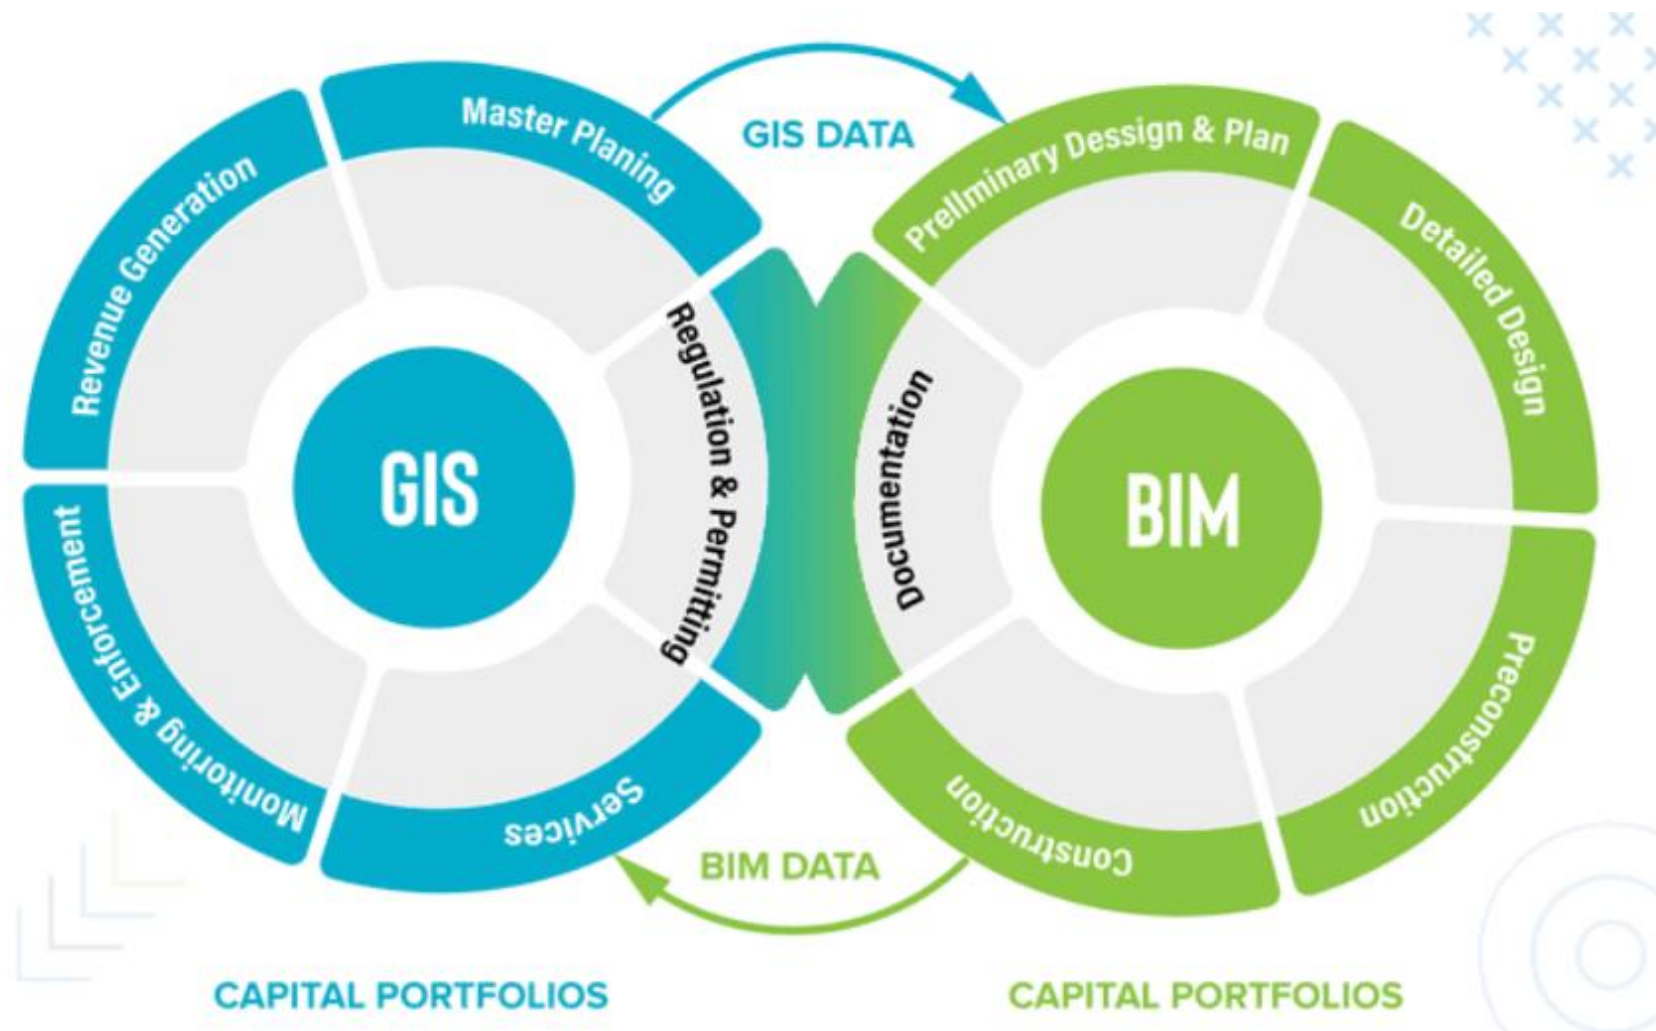 GIS DATA
Master Planing
Revenue Generation
GIS
Regulation & Permitting
Monitoring & Enforcement
Services
Prellminary Dessign & Plan
Detailed Design
Documentation
BIM
Preconstruction
Construction
BIM DATA
CAPITAL PORTFOLIOS
CAPITAL PORTFOLIOS